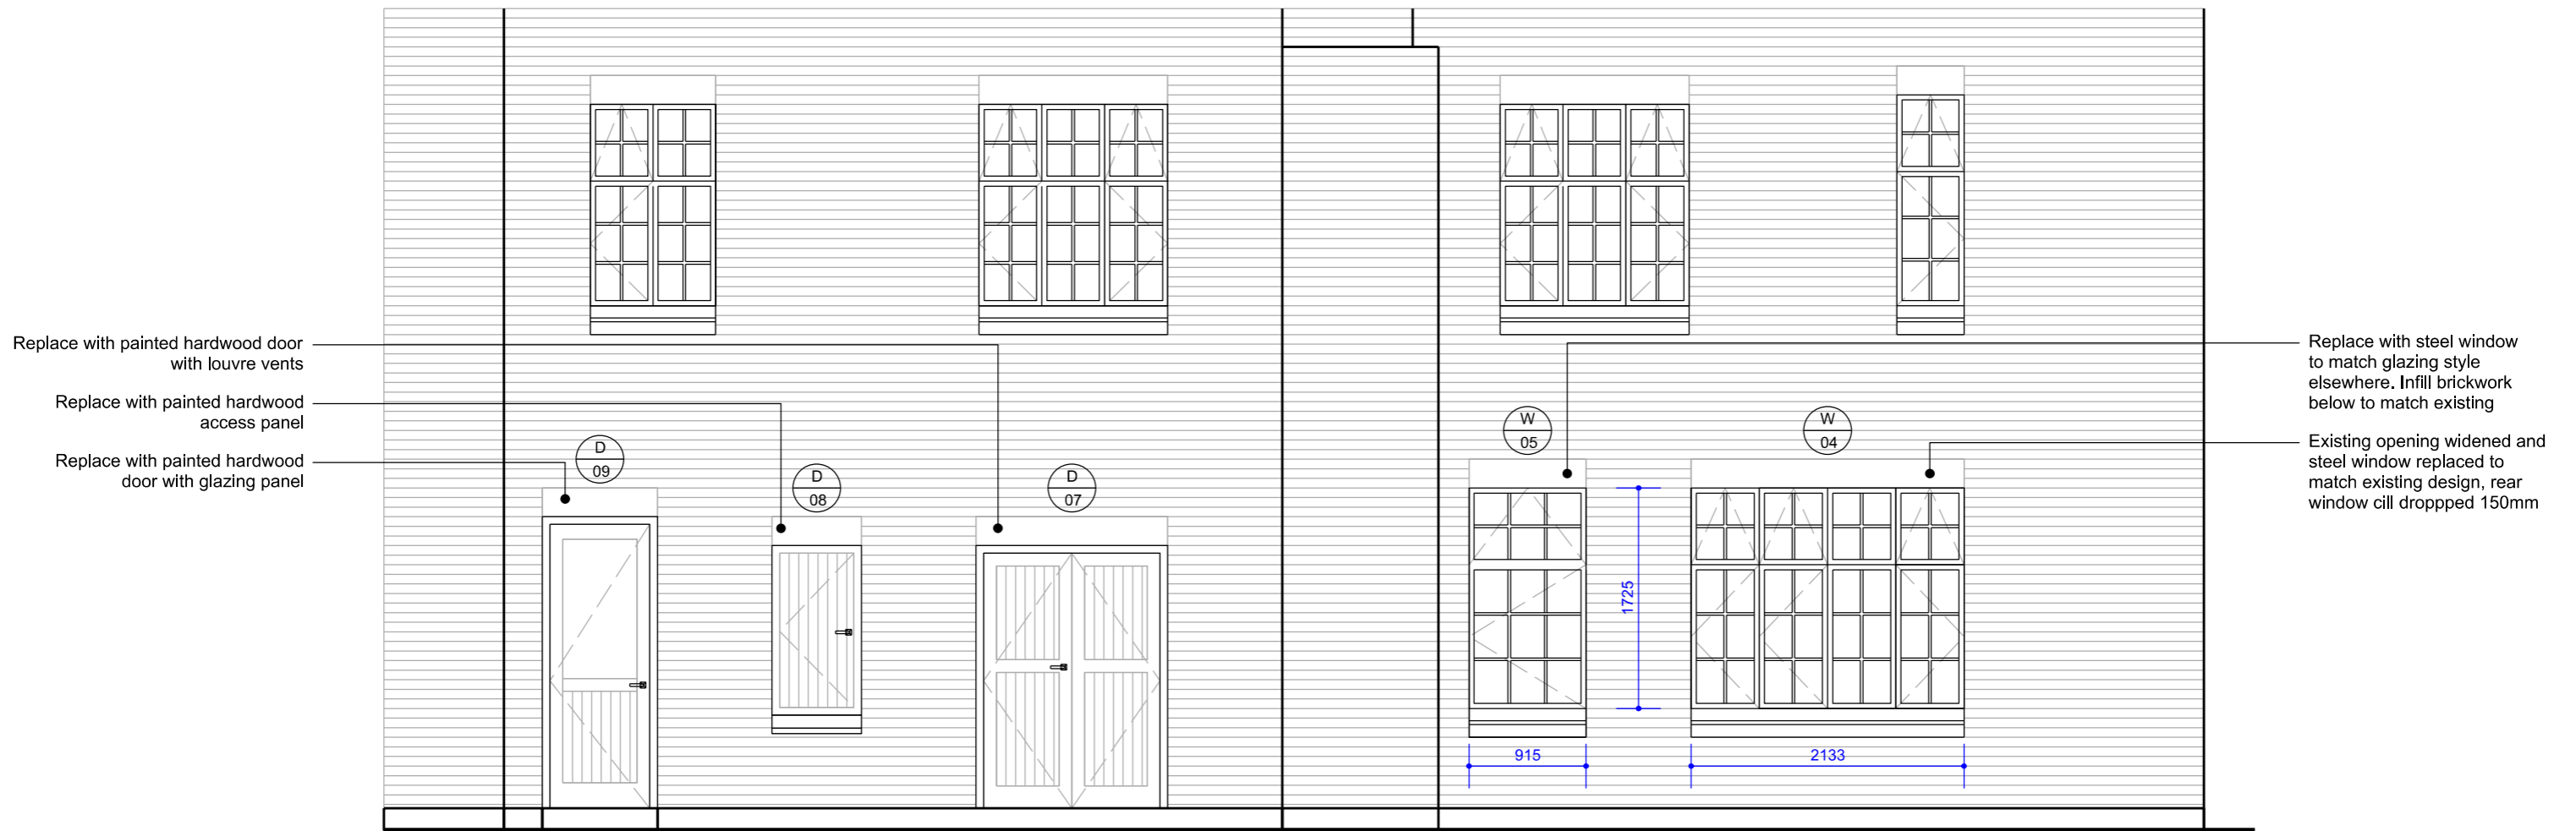 Replace with painted hardwood door
with louvre vents
Replace with painted hardwood
access panel
Replace with painted hardwood
door with glazing panel
D
09
D
08
D
07
W
05
W
04
1725
915
2133
Replace with steel window
to match glazing style
elsewhere. Infill brickwork
below to match existing
Existing opening widened and
steel window replaced to
match existing design, rear
window cill droppped 150mm